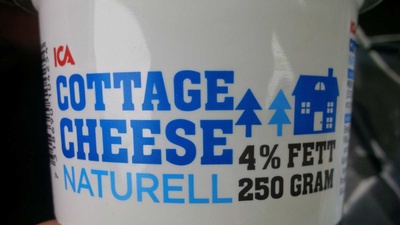 ICA
COTTAGE
CHEESE
NATURELL
4% FETT
250 GRAM